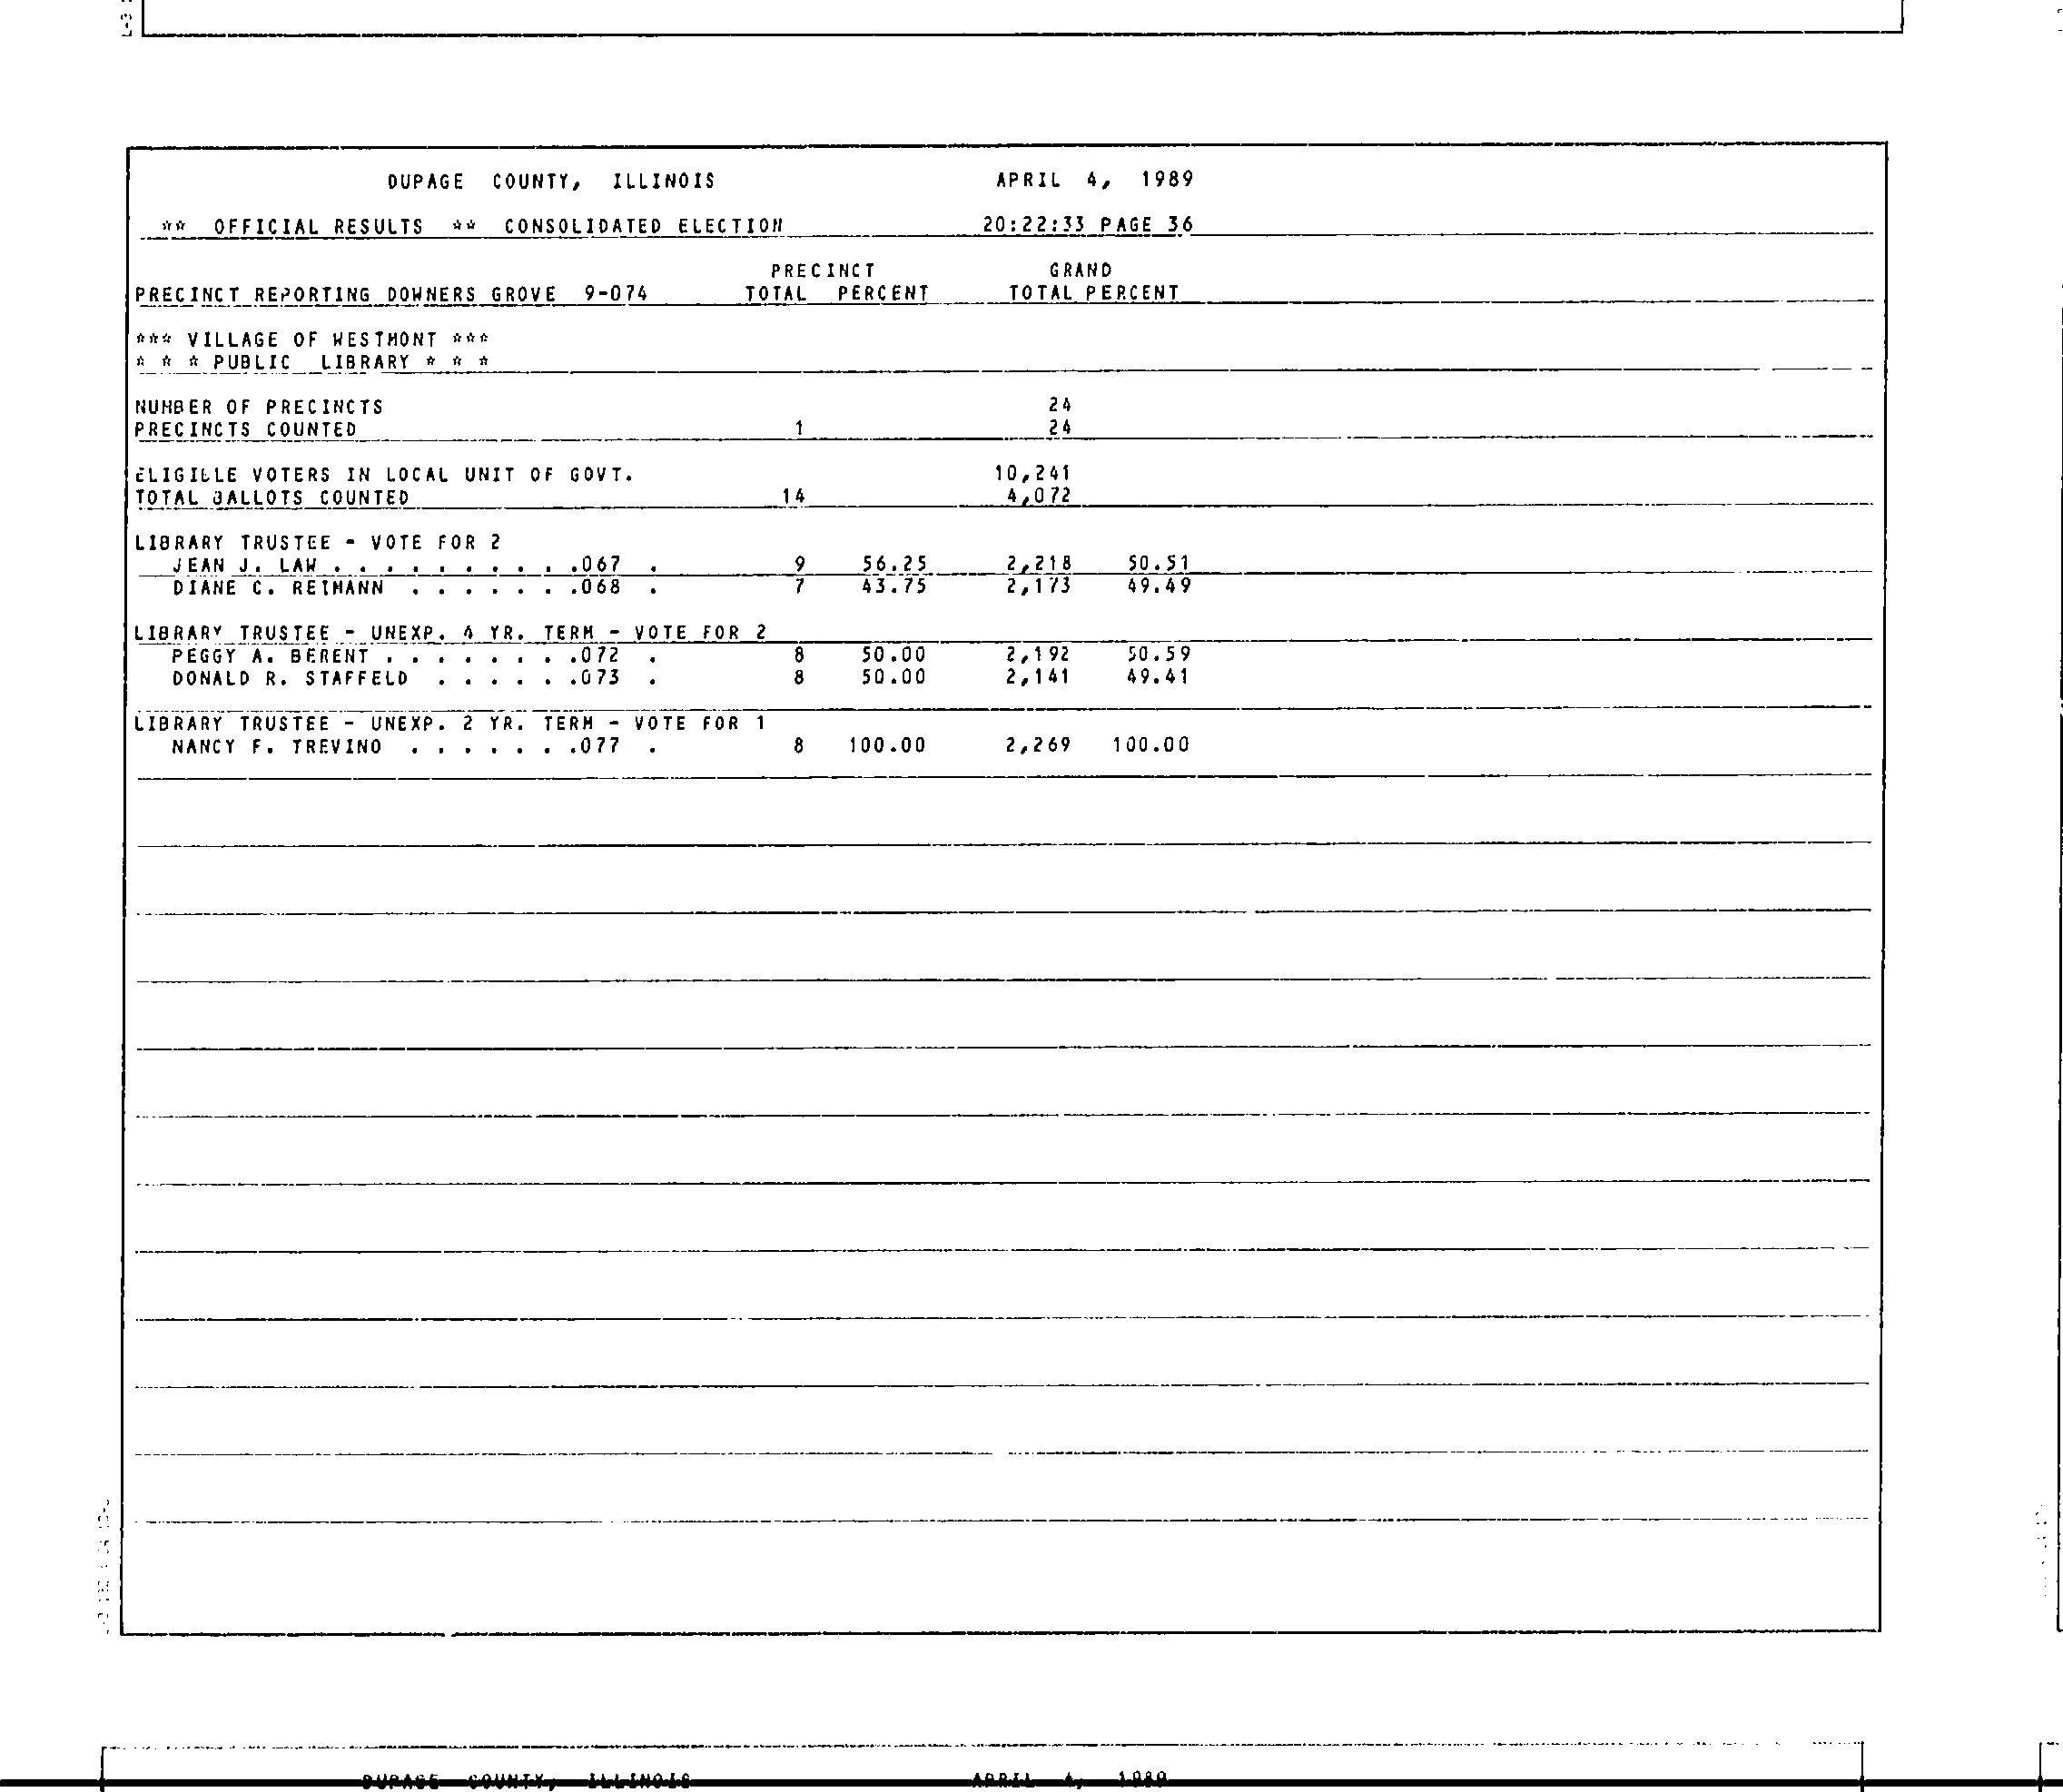 DUPAGE COUNTY, ILLINOIS APRIL 4, 1989
** OFFICIAL RESULTS ** CONSOLIDATED ELECTION 20:22:33 PAGE 36
PRECINCT GRAND
PRECINCT REPORTING DOWNERS GROVE 9-074 TOTAL PERCENT TOTAL PERCENT
*** VILLAGE OF WESTMONT ***
* * * PUBLIC LIBRARY * * *
NUMBER OF PRECINCTS 24
PRECINCTS COUNTED 1 24
ELIGIBLE VOTERS IN LOCAL UNIT OF GOVT. 10,241
TOTAL BALLOTS COUNTED 14 4,072
LIBRARY TRUSTEE - VOTE FOR 2
JEAN J. LAW . . . . . . . . . .067 . 9 56.25 2,218 50.51
DIANE C. REIMANN . . . . . . .068 . 7 43.75 2,173 49.49
LIBRARY TRUSTEE - UNEXP. 4 YR. TERM - VOTE FOR 2
PEGGY A. BERENT . . . . . . . .072 . 8 50.00 2,192 50.59
DONALD R. STAFFELD . . . . . .073 . 8 50.00 2,141 49.41
LIBRARY TRUSTEE - UNEXP. 2 YR. TERM - VOTE FOR 1
NANCY F. TREVINO . . . . . . .077 . 8 100.00 2,269 100.00
DUPAGE COUNTY, ILLINOIS APRIL 4, 1989